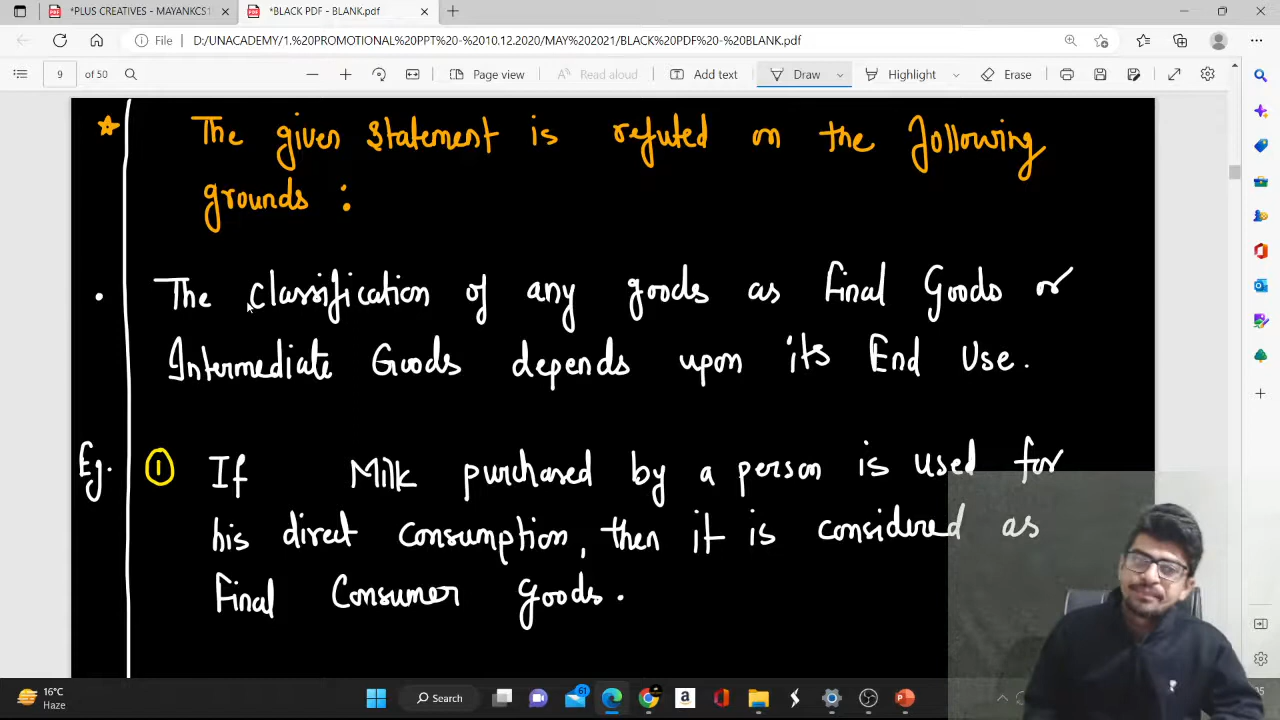 *PLUS CREATIVES - MAYANKCS1
*BLACK PDF - BLANK.pdf
File D:/UNACADEMY/1.%20PROMOTIONAL%20PPT%20-%2010.12.2020/MAY%202021/BLACK%20PDF%20-%20BLANK.pdf
9 of 50 Page view Read aloud Add text Draw Highlight Erase
The given statement is refuted on the following
grounds :
The classification of any goods as Final Goods or
Intermediate Goods depends upon its End Use.
Eg. 1 If Milk purchased by a person is used for
his direct consumption, then it is considered as
Final Consumer goods.
16°C
Haze
Search
61